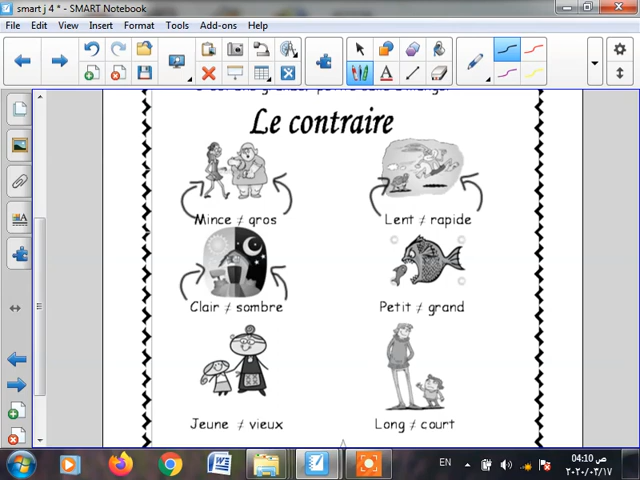 smart j 4 * - SMART Notebook
File Edit View Insert Format Tools Add-ons Help
Le contraire
Mince ≠ gros
Lent ≠ rapide
Clair ≠ sombre
Petit ≠ grand
Jeune ≠ vieux
Long ≠ court
EN
04:10 ص
٢٠٢٠/٠٣/١٧